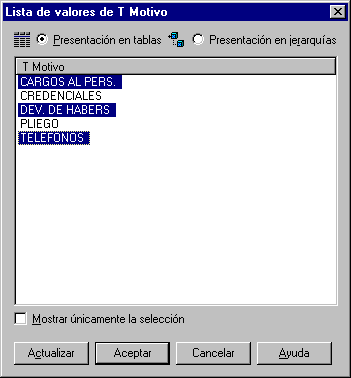 Lista de valores de T Motivo
Presentación en tablas Presentación en jerarquías
T Motivo
CARGOS AL PERS.
CREDENCIALES
DEV. DE HABERS
PLIEGO
TELEFONOS
Mostrar únicamente la selección
Actualizar Aceptar Cancelar Ayuda